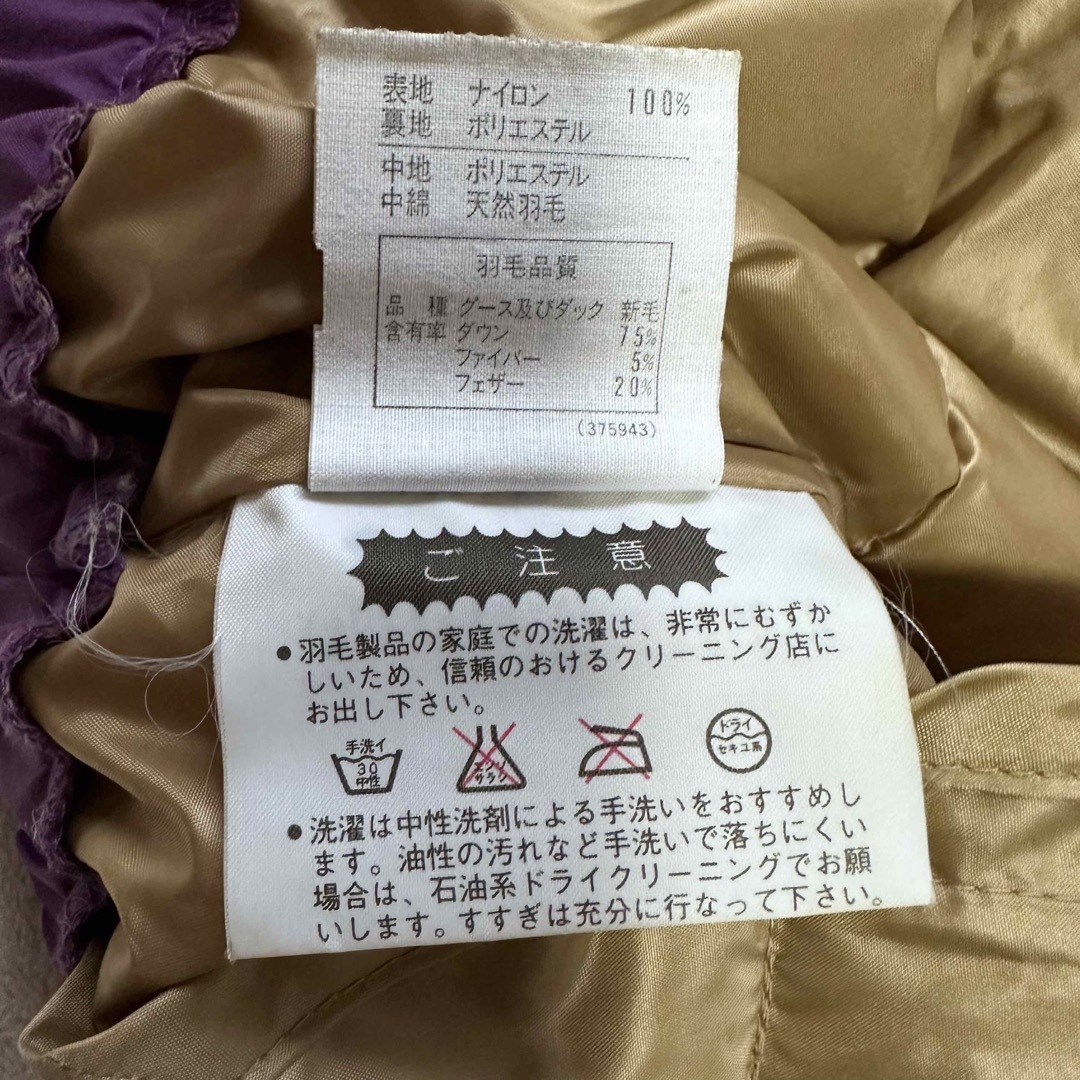 表地 ナイロン 100%
裏地 ポリエステル
中地 ポリエステル
中綿 天然羽毛
羽毛品質
品種 グース及びダック 新毛
含有率 ダウン 75%
ファイバー 5%
フェザー 20%
(375943)
ご注意
●羽毛製品の家庭での洗濯は、非常にむずか
しいため、信頼のおけるクリーニング店に
お出し下さい。
手洗イ
30
中性
エンソ
サラシ
ドライ
セキユ系
●洗濯は中性洗剤による手洗いをおすすめし
ます。油性の汚れなど手洗いで落ちにくい
場合は、石油系ドライクリーニングでお願
いします。すすぎは充分に行なって下さい。